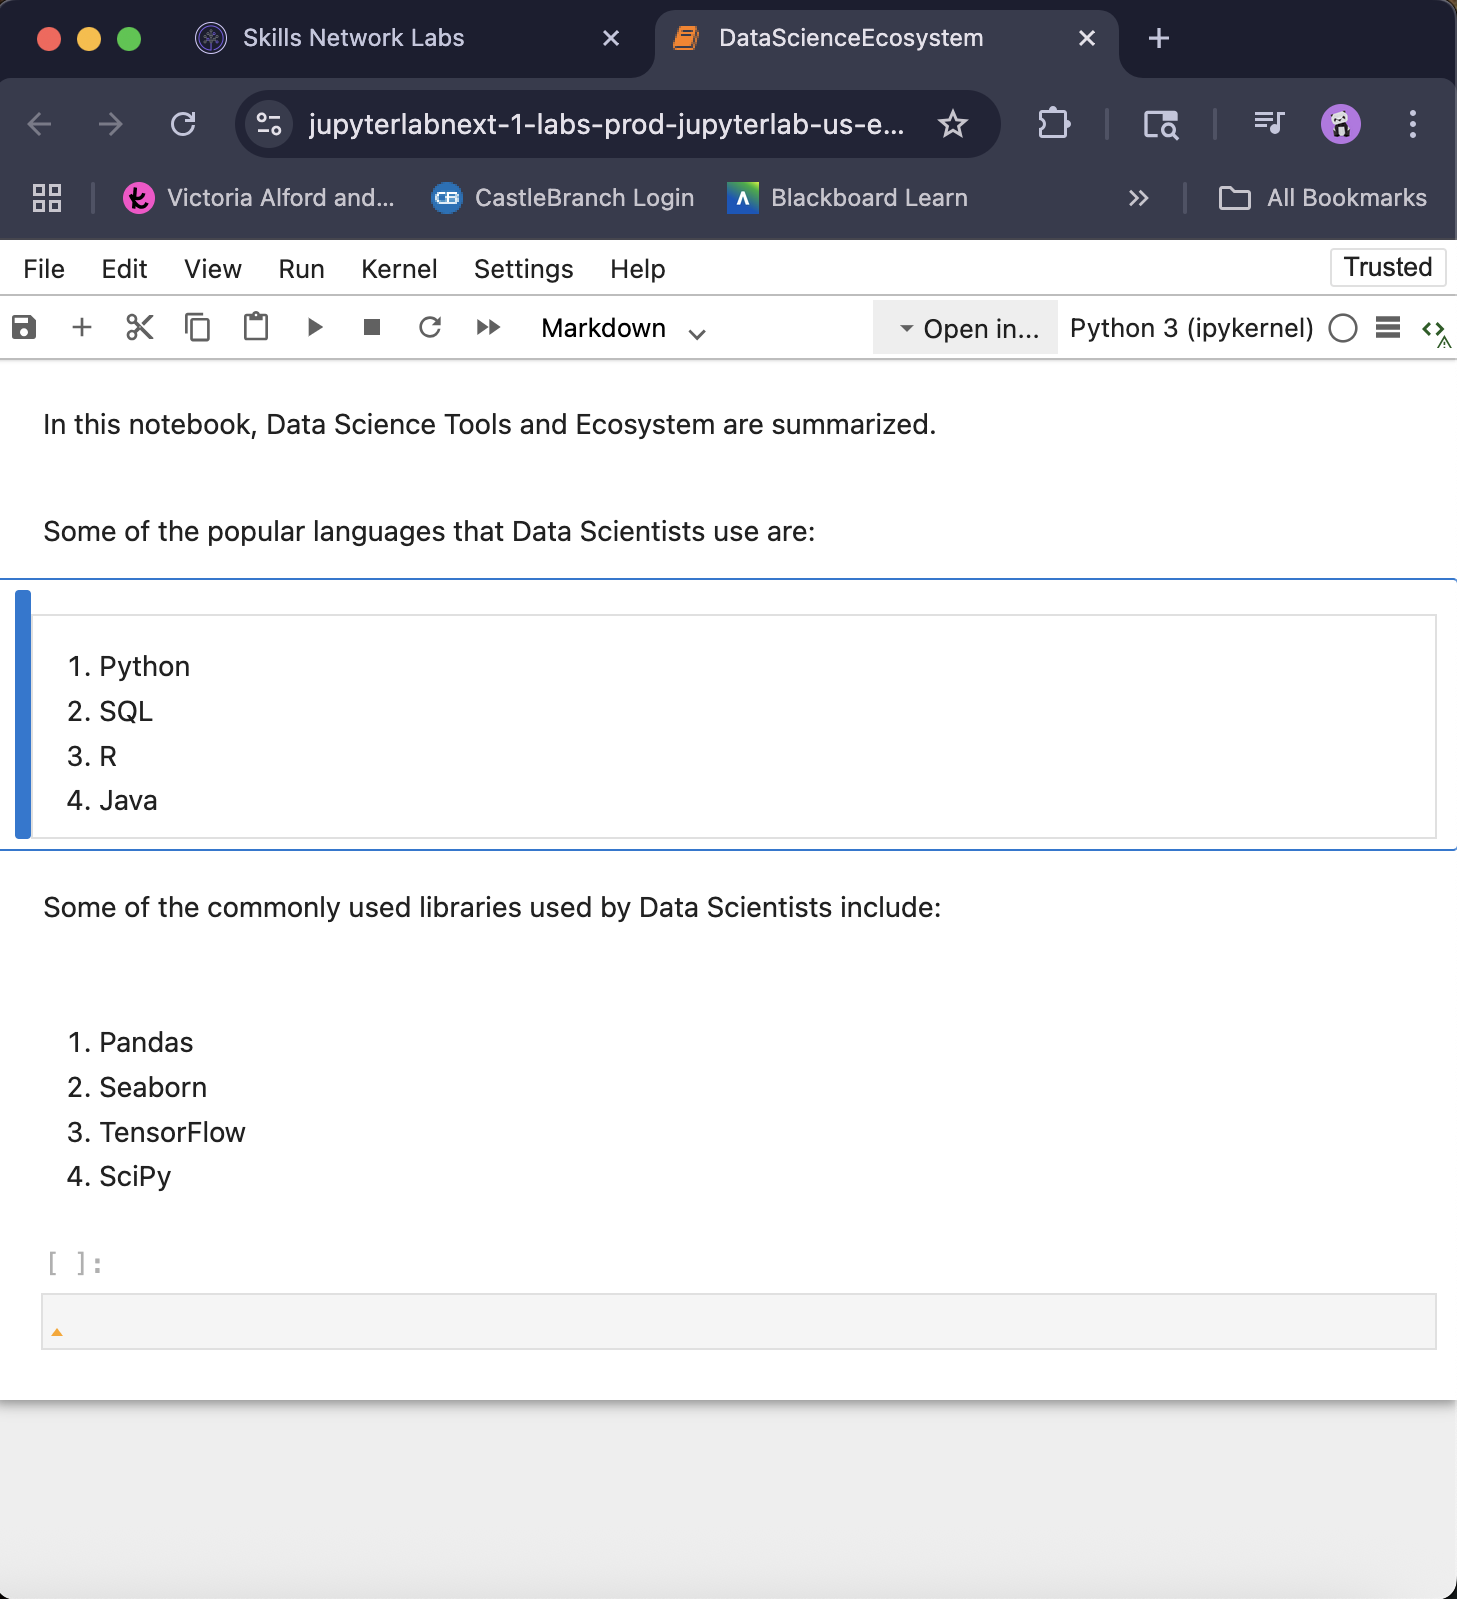 Skills Network Labs
DataScienceEcosystem
jupyterlabnext-1-labs-prod-jupyterlab-us-e...
Victoria Alford and...
CB
CastleBranch Login
Blackboard Learn
All Bookmarks
File Edit View Run Kernel Settings Help
Trusted
Markdown
Open in...
Python 3 (ipykernel)
In this notebook, Data Science Tools and Ecosystem are summarized.
Some of the popular languages that Data Scientists use are:
1. Python
2. SQL
3. R
4. Java
Some of the commonly used libraries used by Data Scientists include:
1. Pandas
2. Seaborn
3. TensorFlow
4. SciPy
[ ]: